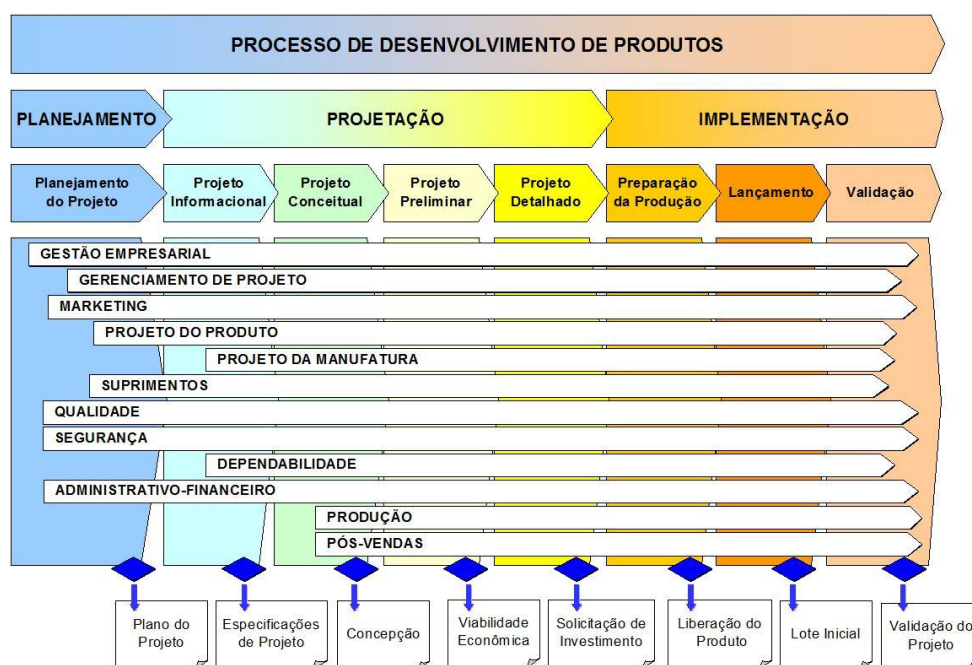 PROCESSO DE DESENVOLVIMENTO DE PRODUTOS
PLANEJAMENTO
PROJETAÇÃO
IMPLEMENTAÇÃO
Planejamento
do Projeto
Projeto
Informacional
Projeto
Conceitual
Projeto
Preliminar
Projeto
Detalhado
Preparação
da Produção
Lançamento
Validação
GESTÃO EMPRESARIAL
GERENCIAMENTO DE PROJETO
MARKETING
PROJETO DO PRODUTO
PROJETO DA MANUFATURA
SUPRIMENTOS
QUALIDADE
SEGURANÇA
DEPENDABILIDADE
ADMINISTRATIVO-FINANCEIRO
PRODUÇÃO
PÓS-VENDAS
Plano do
Projeto
Especificações
de Projeto
Concepção
Viabilidade
Econômica
Solicitação de
Investimento
Liberação do
Produto
Lote Inicial
Validação do
Projeto